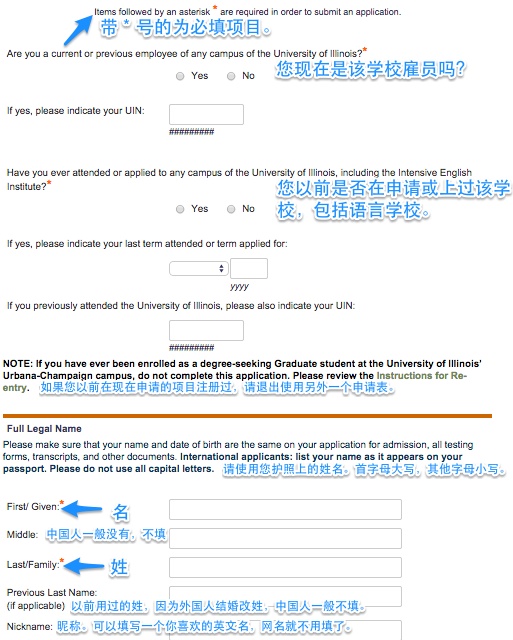 Items followed by an asterisk * are required in order to submit an application.
带 * 号的为必填项目。
Are you a current or previous employee of any campus of the University of Illinois?*
Yes No
您现在是该学校雇员吗?
If yes, please indicate your UIN:
#########
Have you ever attended or applied to any campus of the University of Illinois, including the Intensive English
Institute?*
您以前是否在申请或上过该学
校，包括语言学校。
Yes No
If yes, please indicate your last term attended or term applied for:
yyyy
If you previously attended the University of Illinois, please also indicate your UIN:
#########
NOTE: If you have ever been enrolled as a degree-seeking Graduate student at the University of Illinois'
Urbana-Champaign campus, do not complete this application. Please review the Instructions for Re-
entry. 如果您以前在现在申请的项目注册过，请退出使用另外一个申请表。
Full Legal Name
Please make sure that your name and date of birth are the same on your application for admission, all testing
forms, transcripts, and other documents. International applicants: list your name as it appears on your
passport. Please do not use all capital letters. 请使用您护照上的姓名。首字母大写，其他字母小写。
First/ Given:* 名
Middle: 中国人一般没有，不填
Last/Family:* 姓
Previous Last Name:
(if applicable) 以前用过的姓，因为外国人结婚改姓，中国人一般不填。
Nickname: 昵称。可以填写一个你喜欢的英文名，网名就不用填了。